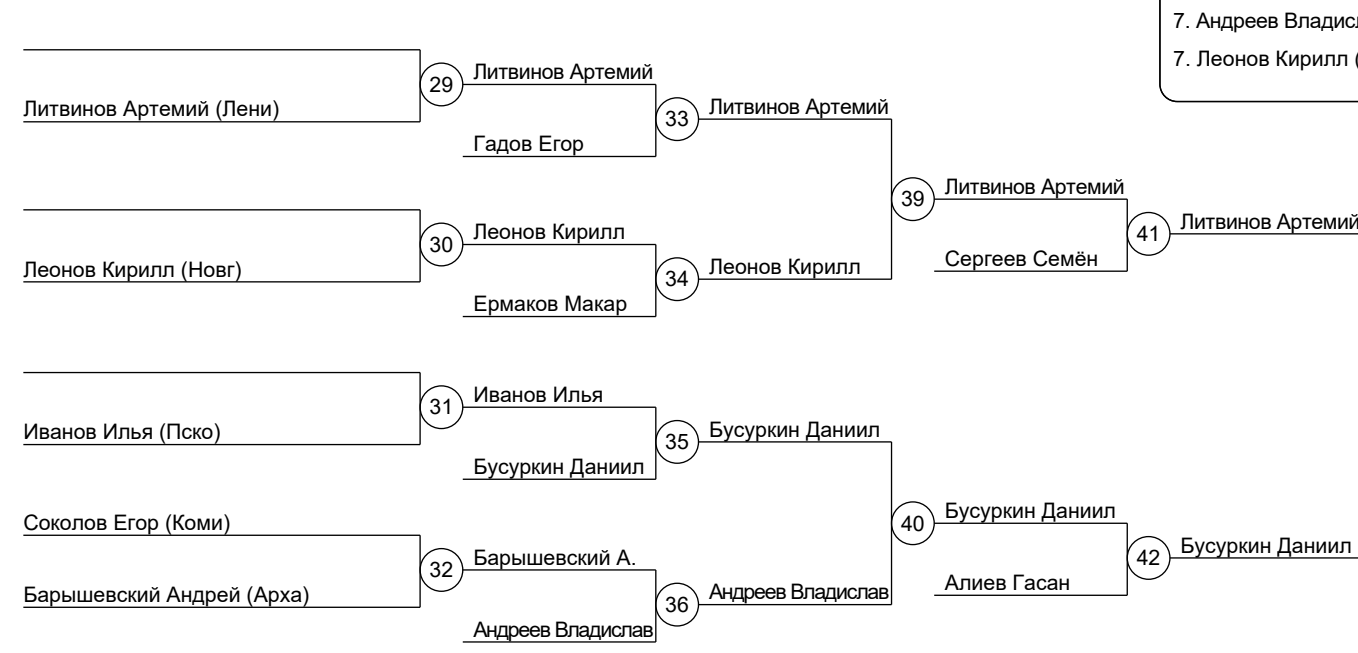 7. Андреев Владисл
7. Леонов Кирилл (
29
Литвинов Артемий
Литвинов Артемий (Лени)
33
Литвинов Артемий
Гадов Егор
39
Литвинов Артемий
30
Леонов Кирилл
Леонов Кирилл (Новг)
34
Леонов Кирилл
Ермаков Макар
Сергеев Семён
41
Литвинов Артемий
31
Иванов Илья
Иванов Илья (Пско)
35
Бусуркин Даниил
Бусуркин Даниил
Соколов Егор (Коми)
40
Бусуркин Даниил
32
Барышевский А.
Барышевский Андрей (Арха)
36
Андреев Владислав
Андреев Владислав
Алиев Гасан
42
Бусуркин Даниил